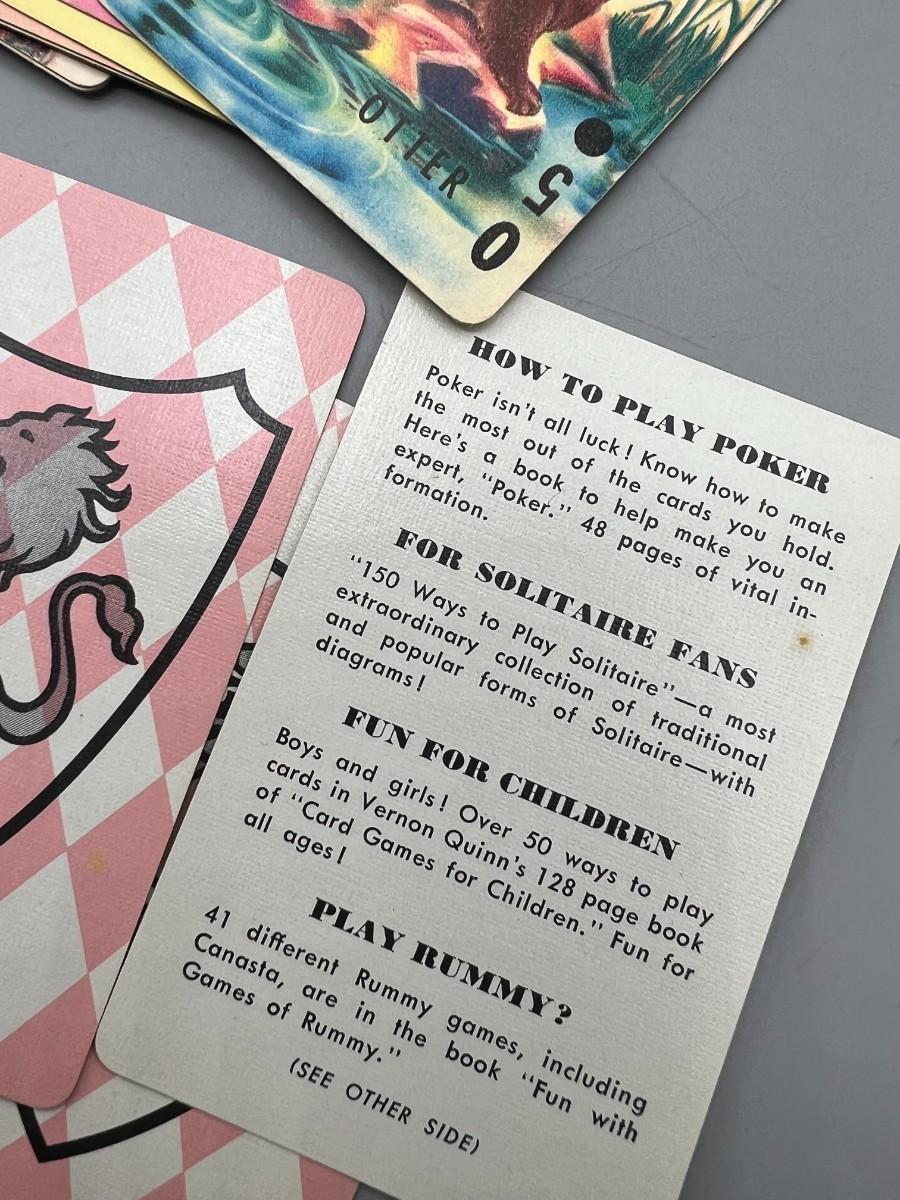 OTTER
5
O
HOW TO PLAY POKER
Poker isn't all luck! Know how to make
the most out of the cards you hold.
Here's a book to help make you an
expert, "Poker." 48 pages of vital in-
formation.
FOR SOLITAIRE FANS
"150 Ways to Play Solitaire"—a most
extraordinary collection of traditional
and popular forms of Solitaire—with
diagrams!
FUN FOR CHILDREN
Boys and girls! Over 50 ways to play
cards in Vernon Quinn's 128 page book
of "Card Games for Children." Fun for
all ages!
PLAY RUMMY?
41 different Rummy games, including
Canasta, are in the book "Fun with
Games of Rummy."
(SEE OTHER SIDE)